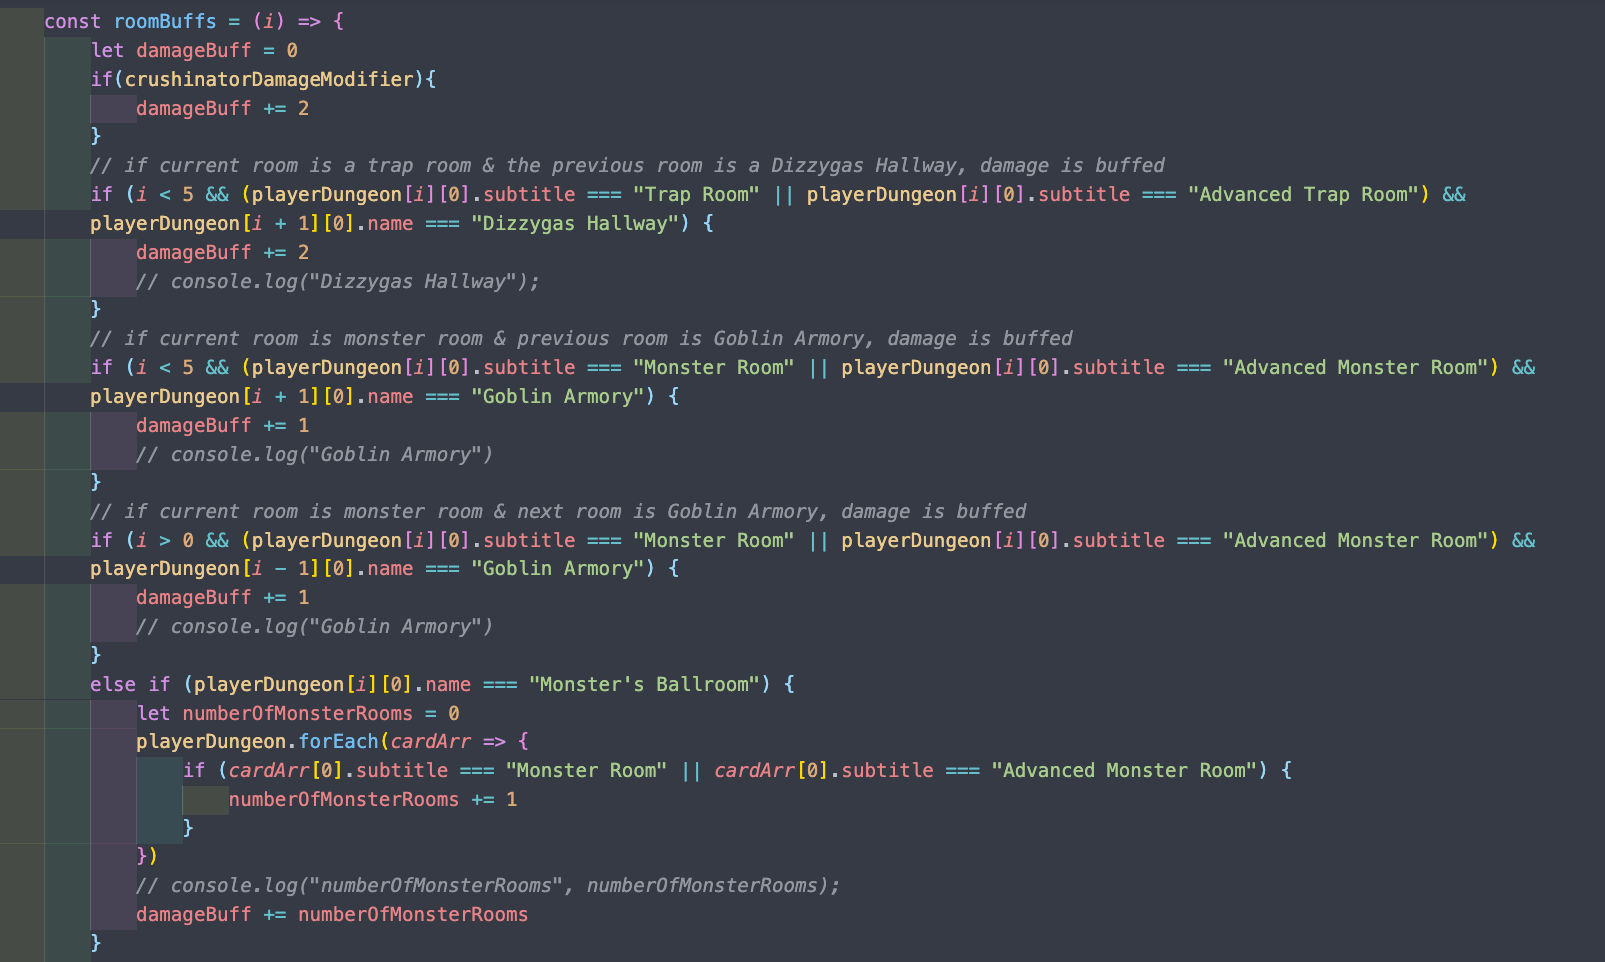 const roomBuffs = (i) => {
let damageBuff = 0
if(crushinatorDamageModifier){
damageBuff += 2
}
// if current room is a trap room & the previous room is a Dizzygas Hallway, damage is buffed
if (i < 5 && (playerDungeon[i][0].subtitle === "Trap Room" || playerDungeon[i][0].subtitle === "Advanced Trap Room") &&
playerDungeon[i + 1][0].name === "Dizzygas Hallway") {
damageBuff += 2
// console.log("Dizzygas Hallway");
}
// if current room is monster room & previous room is Goblin Armory, damage is buffed
if (i < 5 && (playerDungeon[i][0].subtitle === "Monster Room" || playerDungeon[i][0].subtitle === "Advanced Monster Room") &&
playerDungeon[i + 1][0].name === "Goblin Armory") {
damageBuff += 1
// console.log("Goblin Armory")
}
// if current room is monster room & next room is Goblin Armory, damage is buffed
if (i > 0 && (playerDungeon[i][0].subtitle === "Monster Room" || playerDungeon[i][0].subtitle === "Advanced Monster Room") &&
playerDungeon[i - 1][0].name === "Goblin Armory") {
damageBuff += 1
// console.log("Goblin Armory")
}
else if (playerDungeon[i][0].name === "Monster's Ballroom") {
let numberOfMonsterRooms = 0
playerDungeon.forEach(cardArr => {
if (cardArr[0].subtitle === "Monster Room" || cardArr[0].subtitle === "Advanced Monster Room") {
numberOfMonsterRooms += 1
}
})
// console.log("numberOfMonsterRooms", numberOfMonsterRooms);
damageBuff += numberOfMonsterRooms
}